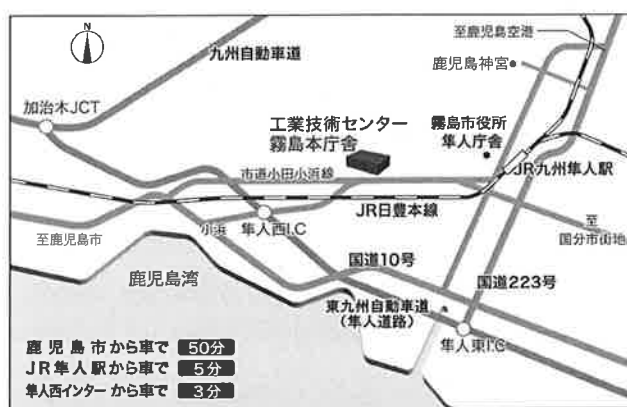 N
至鹿児島空港
九州自動車道
鹿児島神宮
加治木JCT
工業技術センター
霧島本庁舎
霧島市役所
隼人庁舎
市道小田小浜線
JR九州隼人駅
JR日豊本線
至
国分市街地
至鹿児島市
小浜
隼人西I.C
国道10号
鹿児島湾
国道223号
東九州自動車道
(隼人道路)
隼人東I.C
鹿児島市から車で 50分
JR隼人駅から車で 5分
隼人西インターから車で 3分